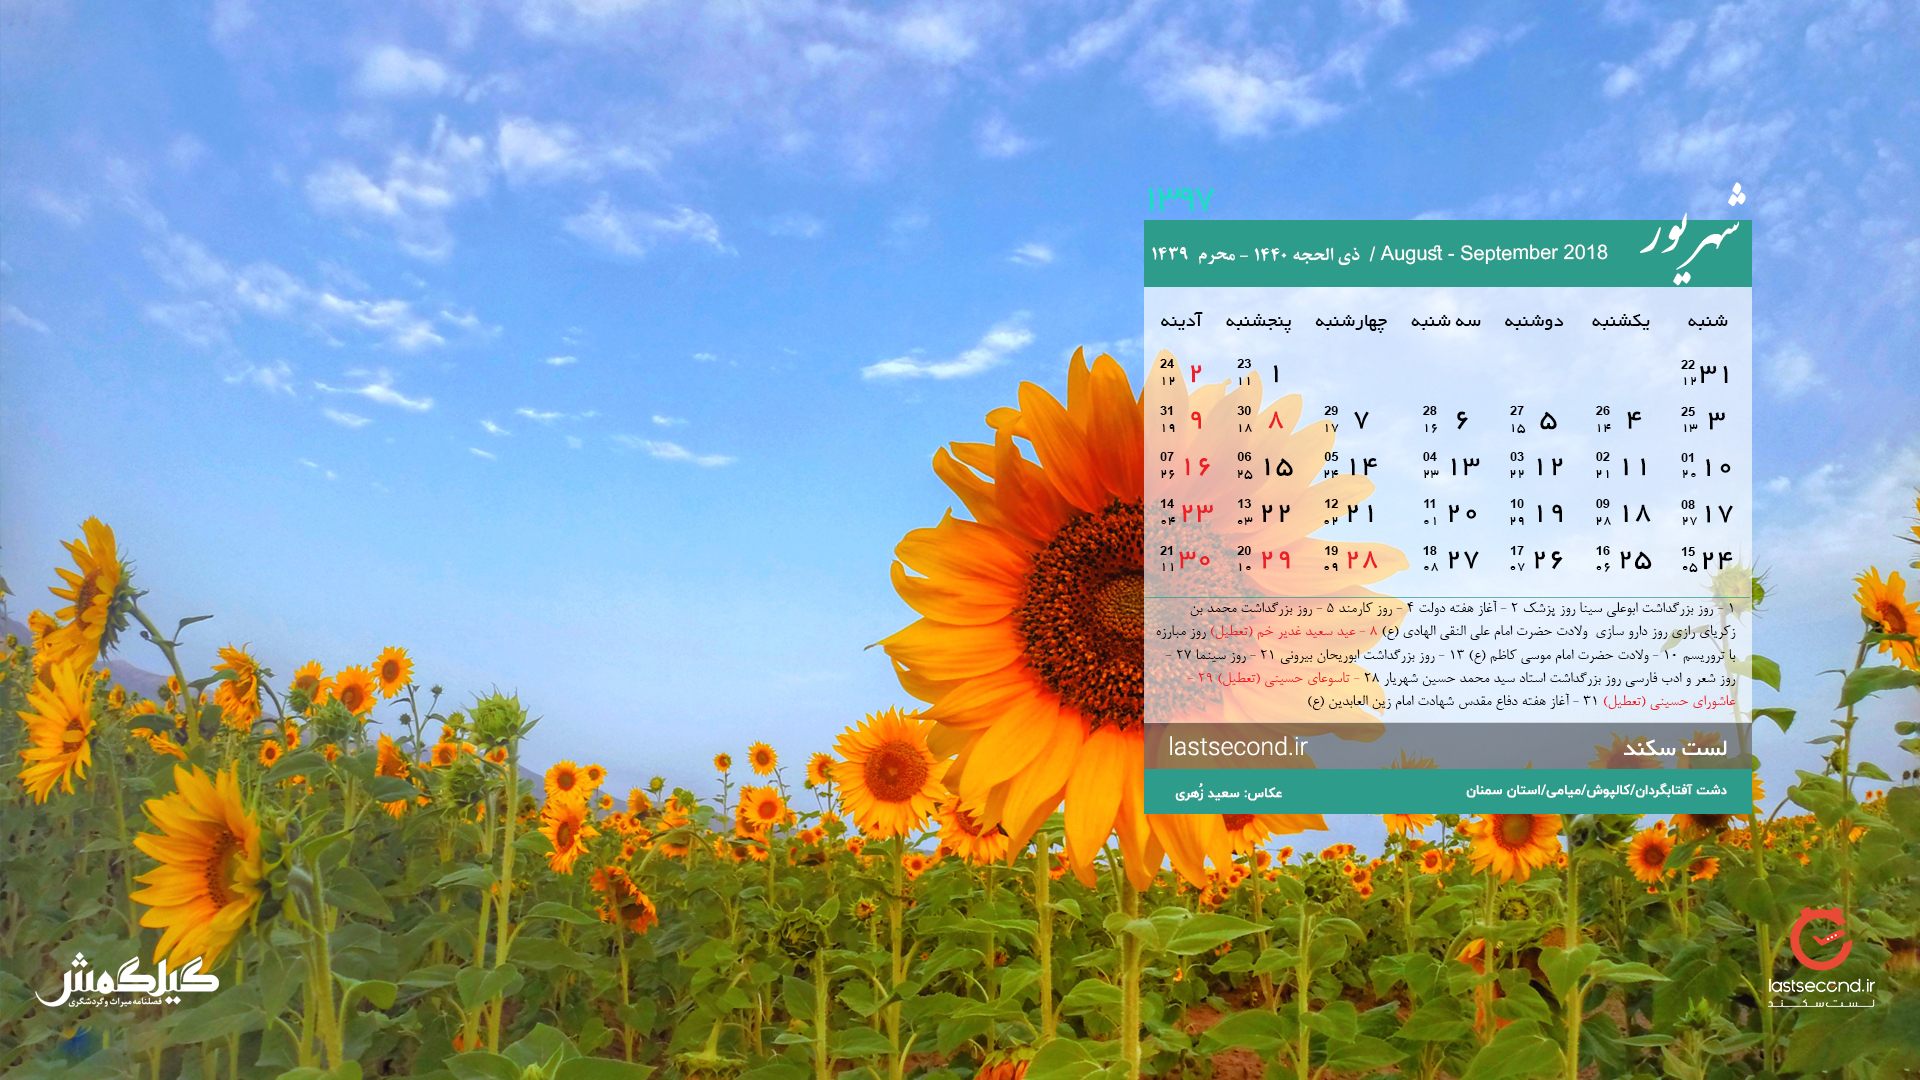 ۱۳۹۷
شهریور
August - September 2018 / ذی الحجه ۱۴۴۰ - محرم ۱۴۳۹
شنبه یکشنبه دوشنبه سه شنبه چهارشنبه پنجشنبه آدینه
۳۱ 22 ۱۲ ۱ 23 ۱۱ ۲ 24 ۱۲
۳ 25 ۱۳ ۴ 26 ۱۴ ۵ 27 ۱۵ ۶ 28 ۱۶ ۷ 29 ۱۷ ۸ 30 ۱۸ ۹ 31 ۱۹
۱۰ 01 ۲۰ ۱۱ 02 ۲۱ ۱۲ 03 ۲۲ ۱۳ 04 ۲۳ ۱۴ 05 ۲۴ ۱۵ 06 ۲۵ ۱۶ 07 ۲۶
۱۷ 08 ۲۷ ۱۸ 09 ۲۸ ۱۹ 10 ۲۹ ۲۰ 11 ۰۱ ۲۱ 12 ۰۲ ۲۲ 13 ۰۳ ۲۳ 14 ۰۴
۲۴ 15 ۰۵ ۲۵ 16 ۰۶ ۲۶ 17 ۰۷ ۲۷ 18 ۰۸ ۲۸ 19 ۰۹ ۲۹ 20 ۱۰ ۳۰ 21 ۱۱
۱ - روز بزرگداشت ابوعلی سینا روز پزشک ۲ - آغاز هفته دولت ۴ - روز کارمند ۵ - روز بزرگداشت محمد بن
زکریای رازی روز دارو سازی ولادت حضرت امام علی النقی الهادی (ع) ۸ - عید سعید غدیر خم (تعطیل) روز مبارزه
با تروریسم ۱۰ - ولادت حضرت امام موسی کاظم (ع) ۱۳ - روز بزرگداشت ابوریحان بیرونی ۲۱ - روز سینما ۲۷ -
روز شعر و ادب فارسی روز بزرگداشت استاد سید محمد حسین شهریار ۲۸ - تاسوعای حسینی (تعطیل) ۲۹ -
عاشورای حسینی (تعطیل) ۳۱ - آغاز هفته دفاع مقدس شهادت امام زین العابدین (ع)
لست سکند lastsecond.ir
دشت آفتابگردان/کالپوش/میامی/استان سمنان عکاس: سعید زُهری
گیلگمش
فصلنامه میراث و گردشگری
lastsecond.ir
لست سکند